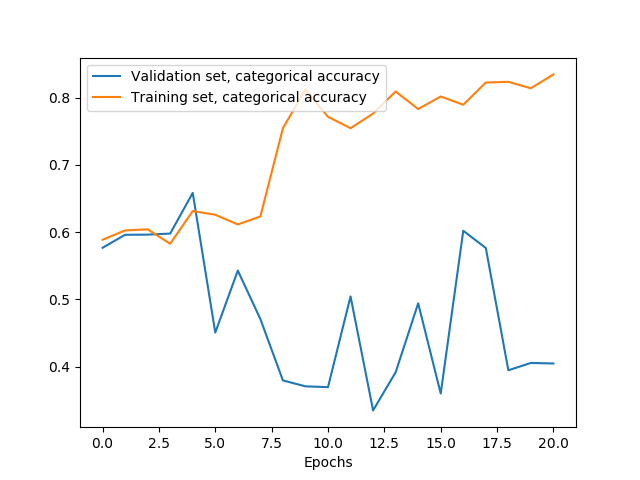 Validation set, categorical accuracy
Training set, categorical accuracy
0.8
0.7
0.6
0.5
0.4
0.0 2.5 5.0 7.5 10.0 12.5 15.0 17.5 20.0
Epochs